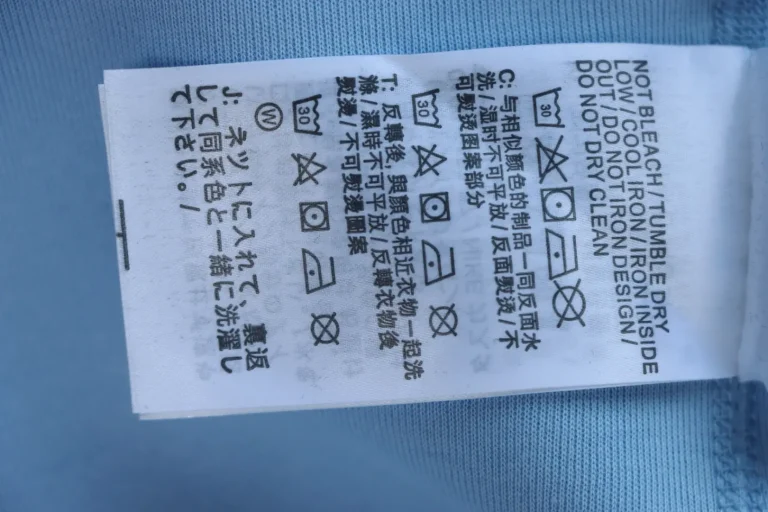 NOT BLEACH / TUMBLE DRY
LOW / COOL IRON / IRON INSIDE
OUT / DO NOT IRON DESIGN /
DO NOT DRY CLEAN
30
C: 与相似颜色的制品一同反面水
洗 / 湿时不可平放 / 反面熨烫 / 不
可熨烫图案部分
30
T: 反轉後, 與顏色相近衣物一起洗
滌 / 濕時不可平放 / 反轉衣物後
熨燙 / 不可熨燙圖案
30
W
J: ネットに入れて、裏返
して同系色と一緒に洗濯し
て下さい。/